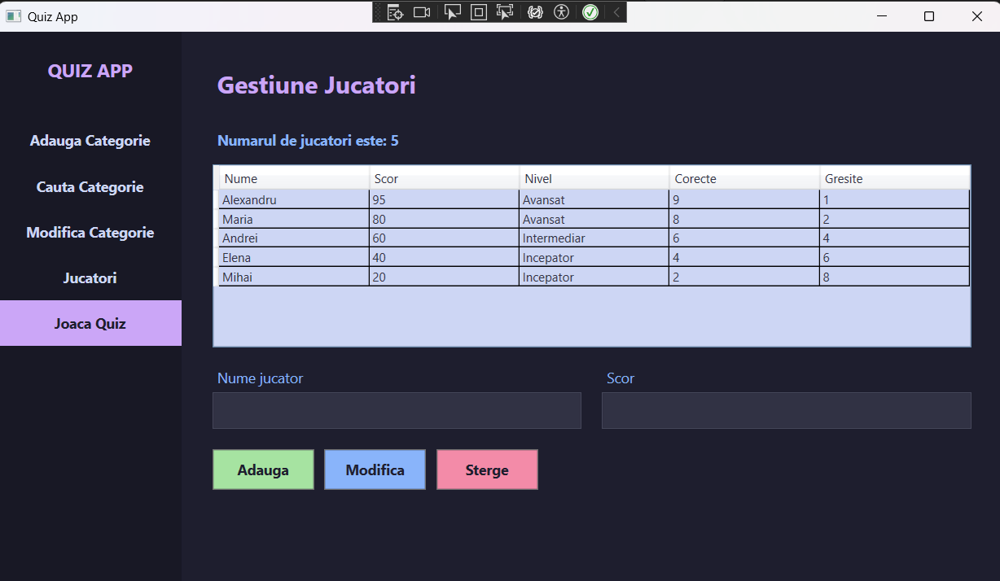 Quiz App
QUIZ APP
Adauga Categorie
Cauta Categorie
Modifica Categorie
Jucatori
Joaca Quiz
Gestiune Jucatori
Numarul de jucatori este: 5
Nume Scor Nivel Corecte Gresite
Alexandru 95 Avansat 9 1
Maria 80 Avansat 8 2
Andrei 60 Intermediar 6 4
Elena 40 Incepator 4 6
Mihai 20 Incepator 2 8
Nume jucator Scor
Adauga Modifica Sterge